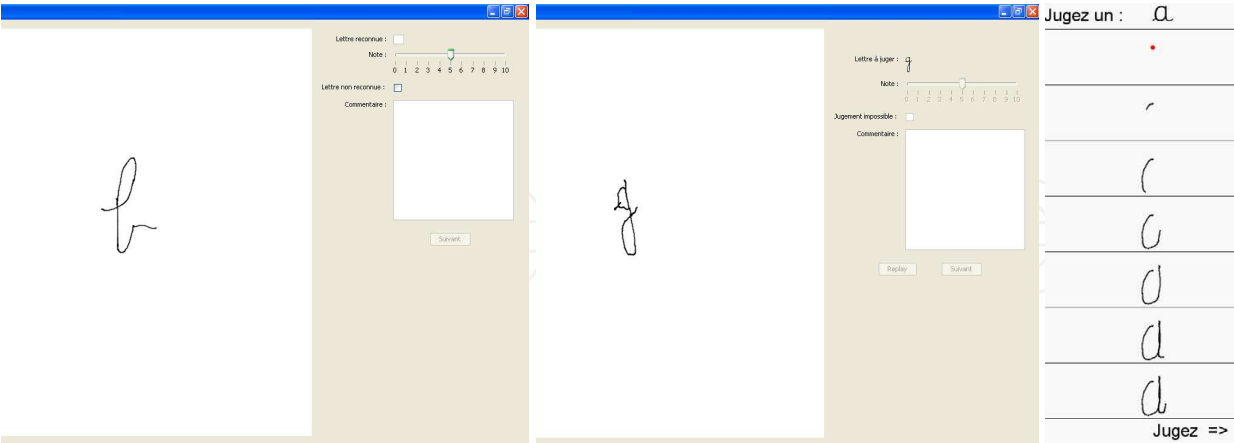 Lettre reconnue :
Note :
0 1 2 3 4 5 6 7 8 9 10
Lettre non reconnue :
Commentaire :
Suivant
Lettre à juger : g
Note :
0 1 2 3 4 5 6 7 8 9 10
Jugement impossible :
Commentaire :
Replay Suivant
Jugez un : a
Jugez =>